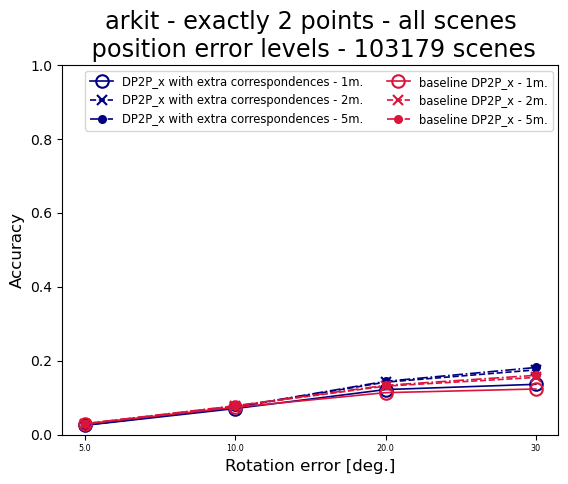 arkit - exactly 2 points - all scenes
position error levels - 103179 scenes
DP2P_x with extra correspondences - 1m.
DP2P_x with extra correspondences - 2m.
DP2P_x with extra correspondences - 5m.
baseline DP2P_x - 1m.
baseline DP2P_x - 2m.
baseline DP2P_x - 5m.
Accuracy
1.0
0.8
0.6
0.4
0.2
0.0
5.0
10.0
20.0
30
Rotation error [deg.]